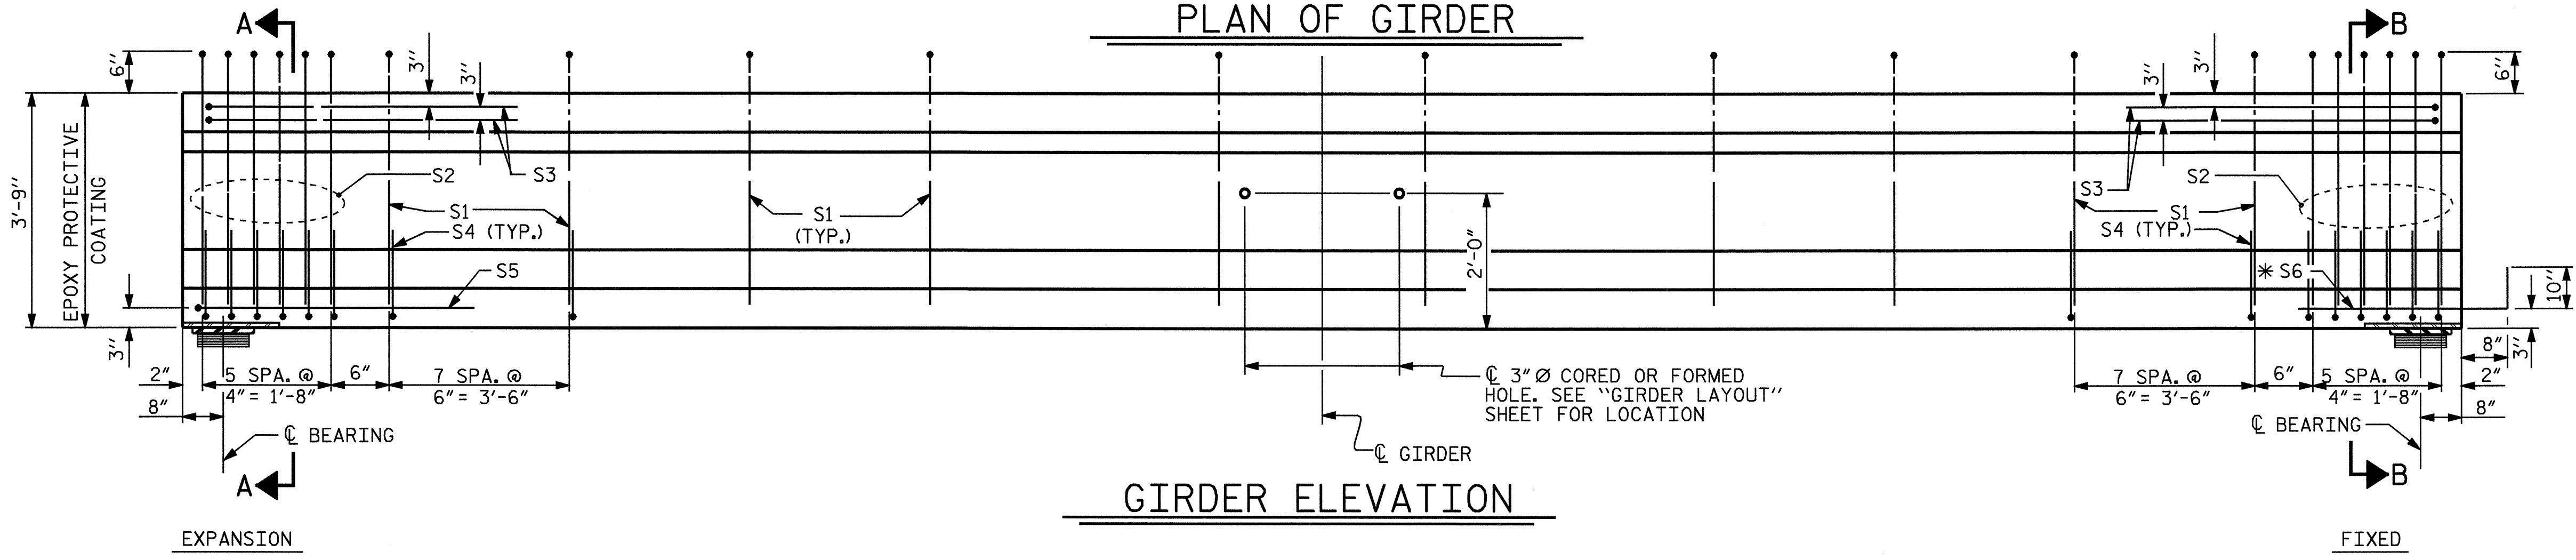 PLAN OF GIRDER
A
B
6"
3"
3"
3"
3"
6"
3'-9"
EPOXY PROTECTIVE
COATING
S2
S3
S1
S4 (TYP.)
S1
(TYP.)
S5
2'-0"
S3
S2
S1
S4 (TYP.)
✳ S6
10"
3"
3"
8"
2"
5 SPA. @
4" = 1'-8"
6"
7 SPA. @
6" = 3'-6"
8"
℄ BEARING
℄ 3" Ø CORED OR FORMED
HOLE. SEE "GIRDER LAYOUT"
SHEET FOR LOCATION
℄ GIRDER
7 SPA. @
6" = 3'-6"
6"
5 SPA. @
4" = 1'-8"
2"
8"
℄ BEARING
A
B
GIRDER ELEVATION
EXPANSION
FIXED